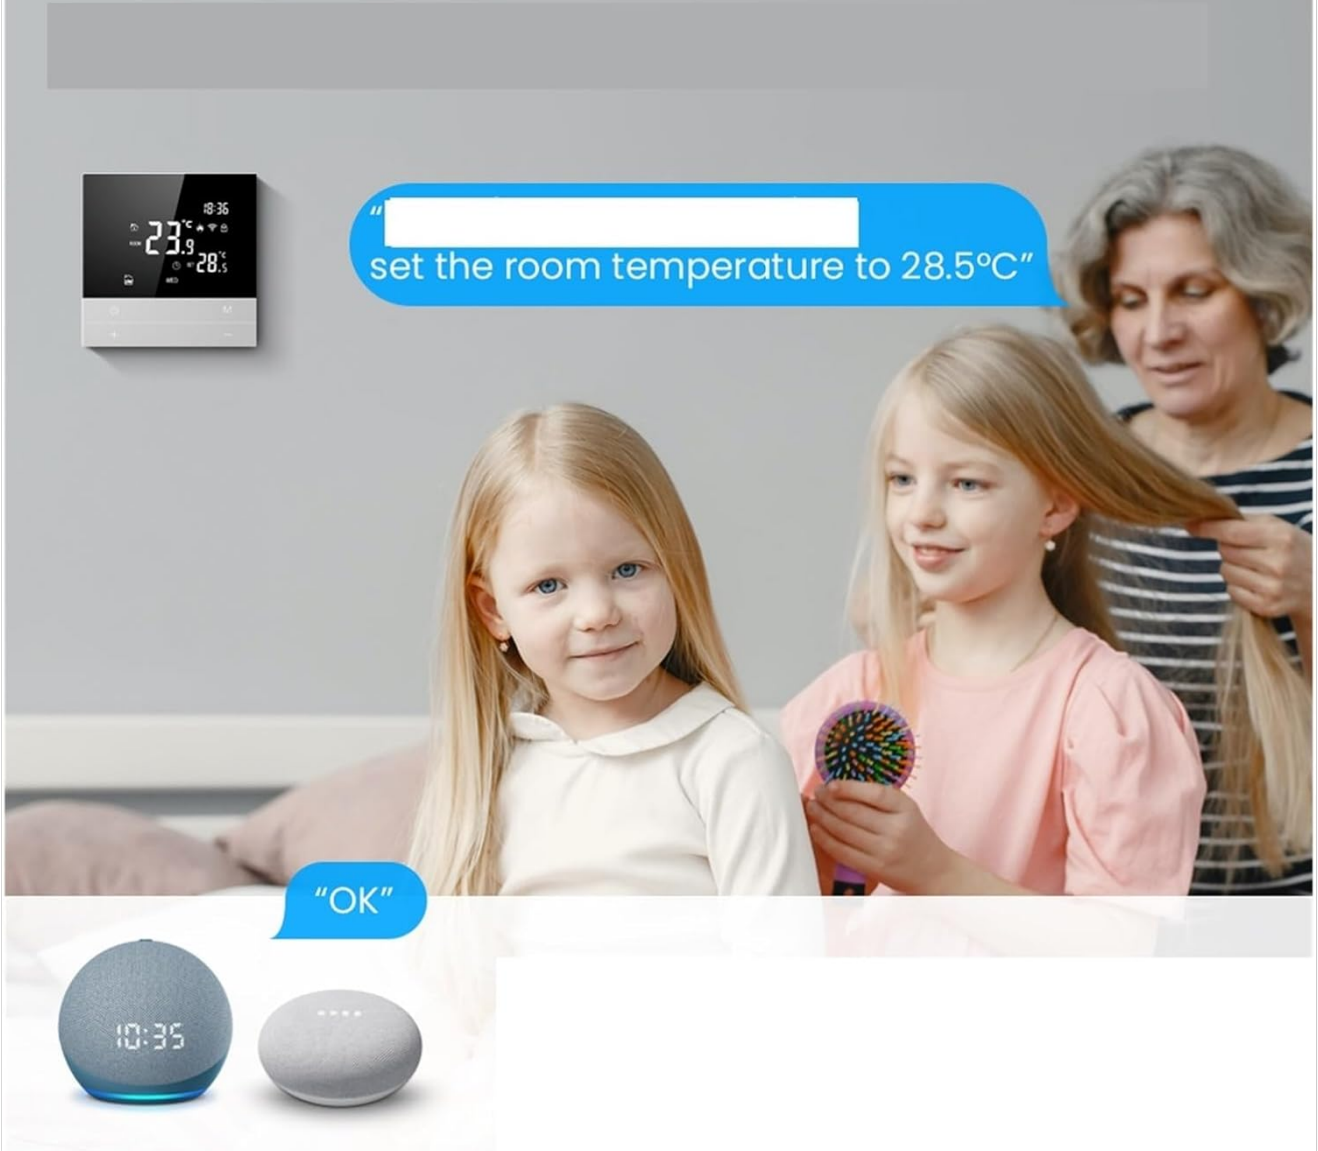 18:36
23.9 °C
28.5 °C
M
“
set the room temperature to 28.5°C”
“OK”
10:35